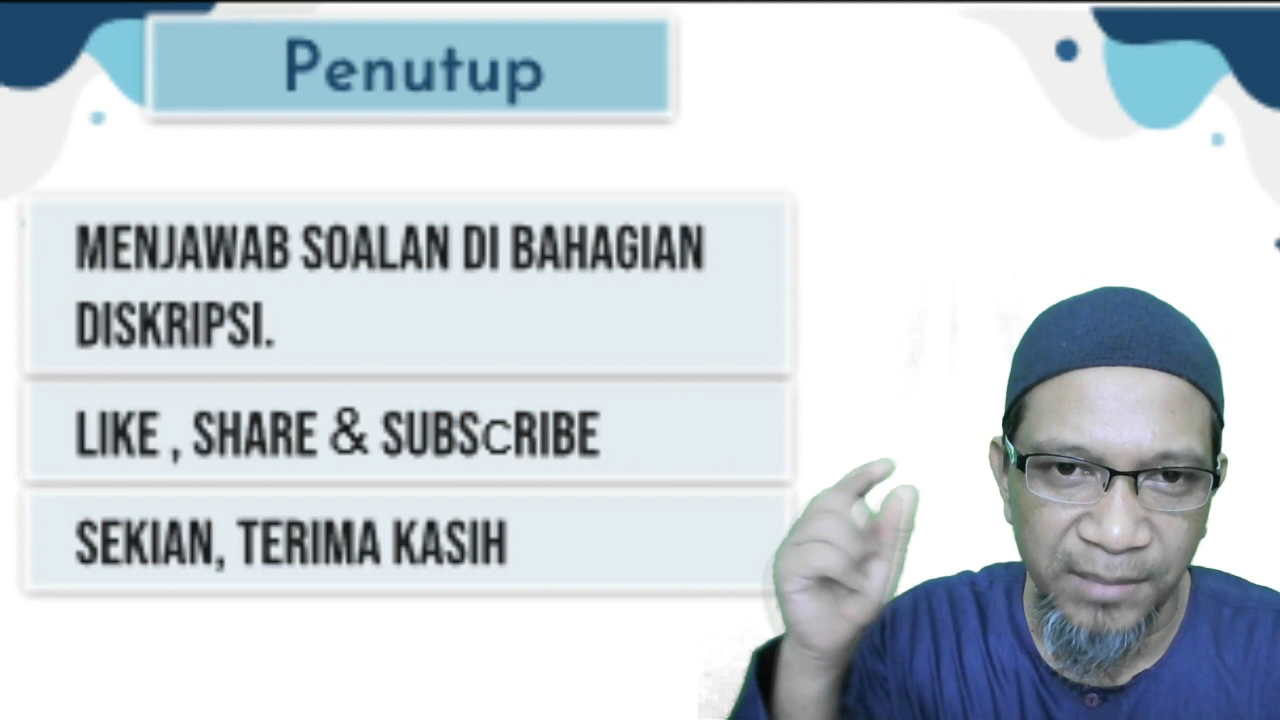 Penutup
MENJAWAB SOALAN DI BAHAGIAN
DISKRIPSI.
LIKE , SHARE & SUBSCRIBE
SEKIAN, TERIMA KASIH